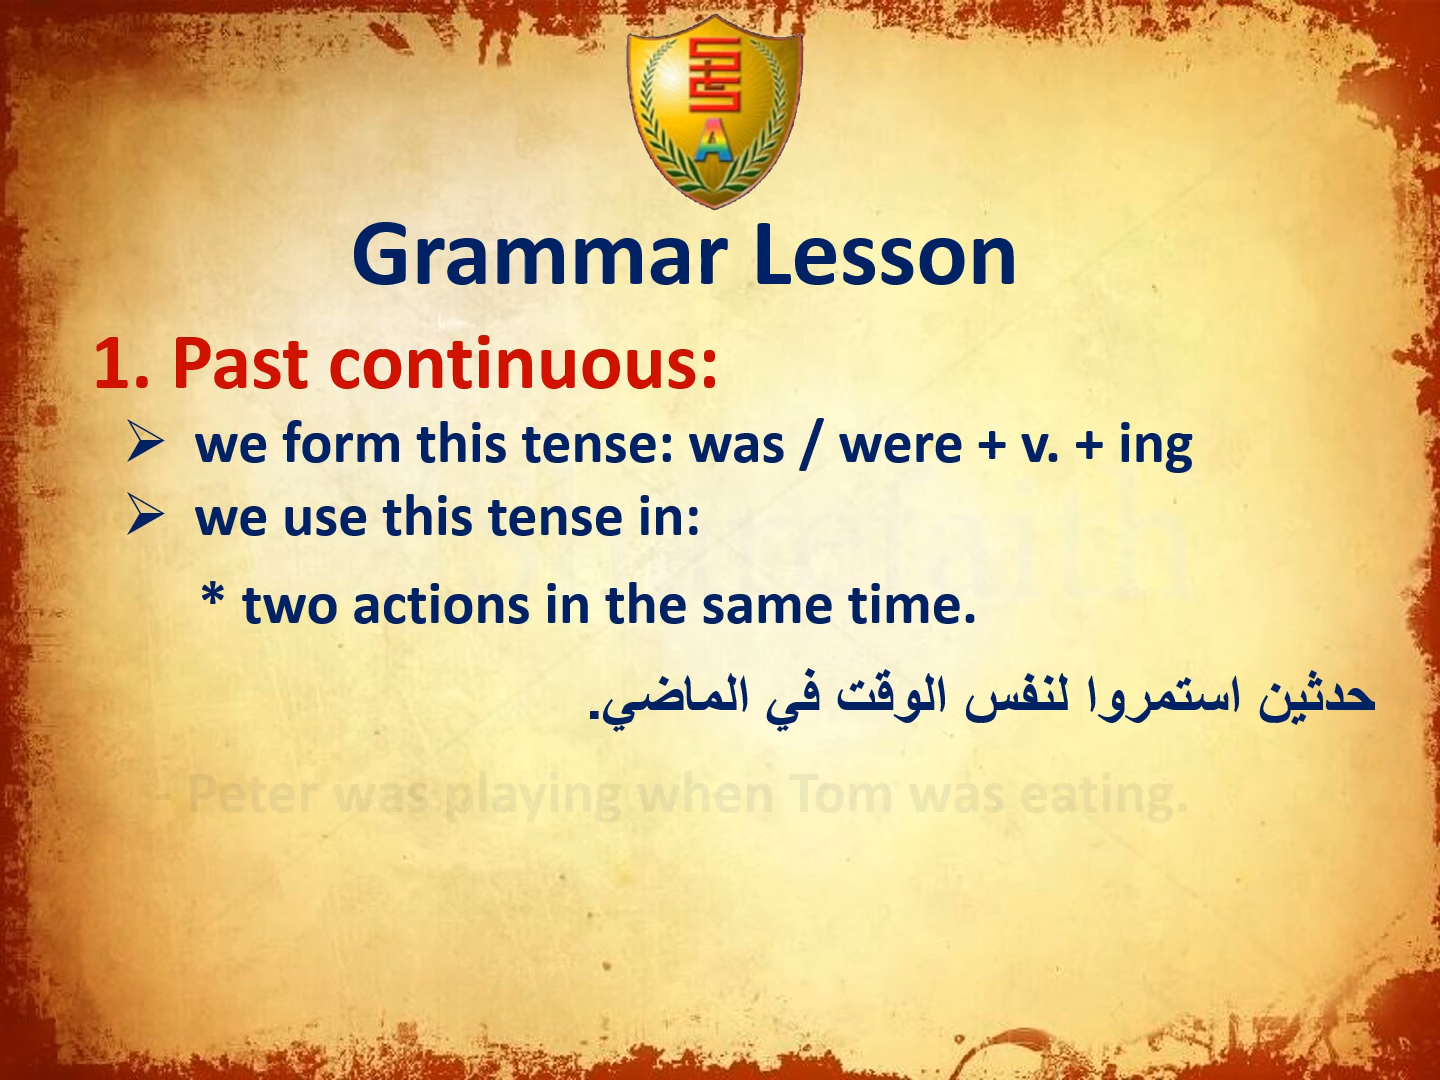 SSSA
Grammar Lesson
1. Past continuous:
➢ we form this tense: was / were + v. + ing
➢ we use this tense in:
* two actions in the same time.
حدثين استمروا لنفس الوقت في الماضي.
- Peter was playing when Tom was eating.